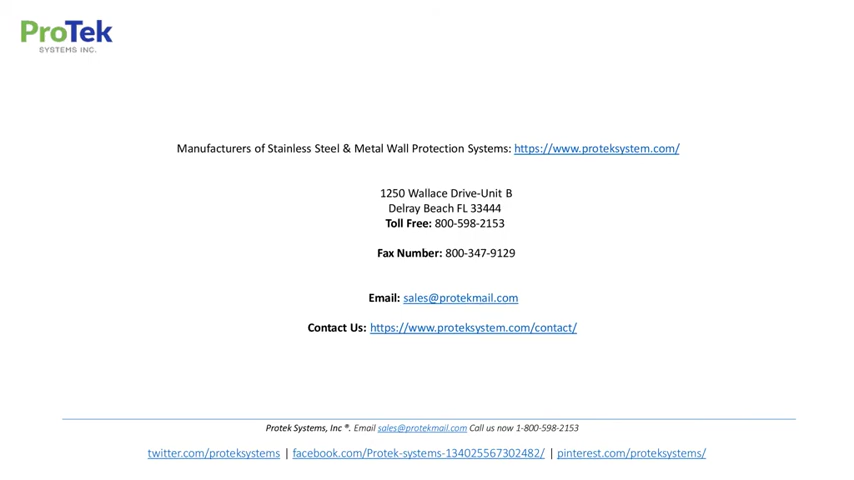 ProTek
SYSTEMS INC.
Manufacturers of Stainless Steel & Metal Wall Protection Systems: https://www.proteksystem.com/
1250 Wallace Drive-Unit B
Delray Beach FL 33444
Toll Free: 800-598-2153
Fax Number: 800-347-9129
Email: sales@protekmail.com
Contact Us: https://www.proteksystem.com/contact/
Protek Systems, Inc ®. Email sales@protekmail.com Call us now 1-800-598-2153
twitter.com/proteksystems | facebook.com/Protek-systems-134025567302482/ | pinterest.com/proteksystems/